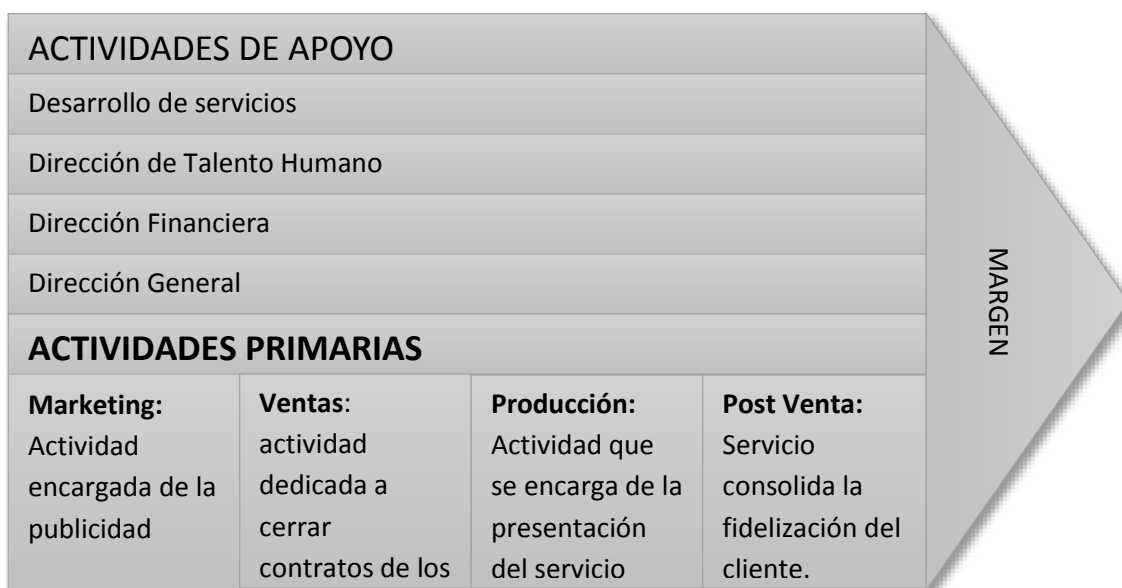 ACTIVIDADES DE APOYO
Desarrollo de servicios
Dirección de Talento Humano
Dirección Financiera
Dirección General
MARGEN
ACTIVIDADES PRIMARIAS
Marketing:
Actividad
encargada de la
publicidad
Ventas:
actividad
dedicada a
cerrar
contratos de los
Producción:
Actividad que
se encarga de la
presentación
del servicio
Post Venta:
Servicio
consolida la
fidelización del
cliente.